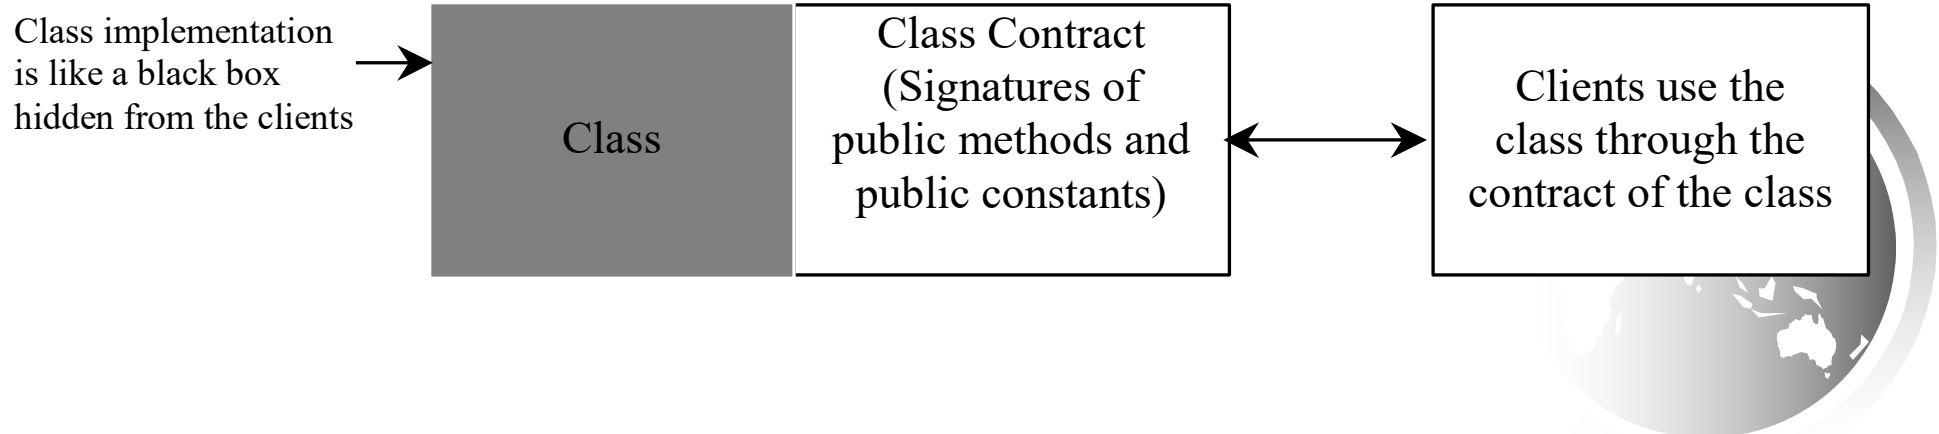 Class implementation
is like a black box
hidden from the clients
Class
Class Contract
(Signatures of
public methods and
public constants)
Clients use the
class through the
contract of the class